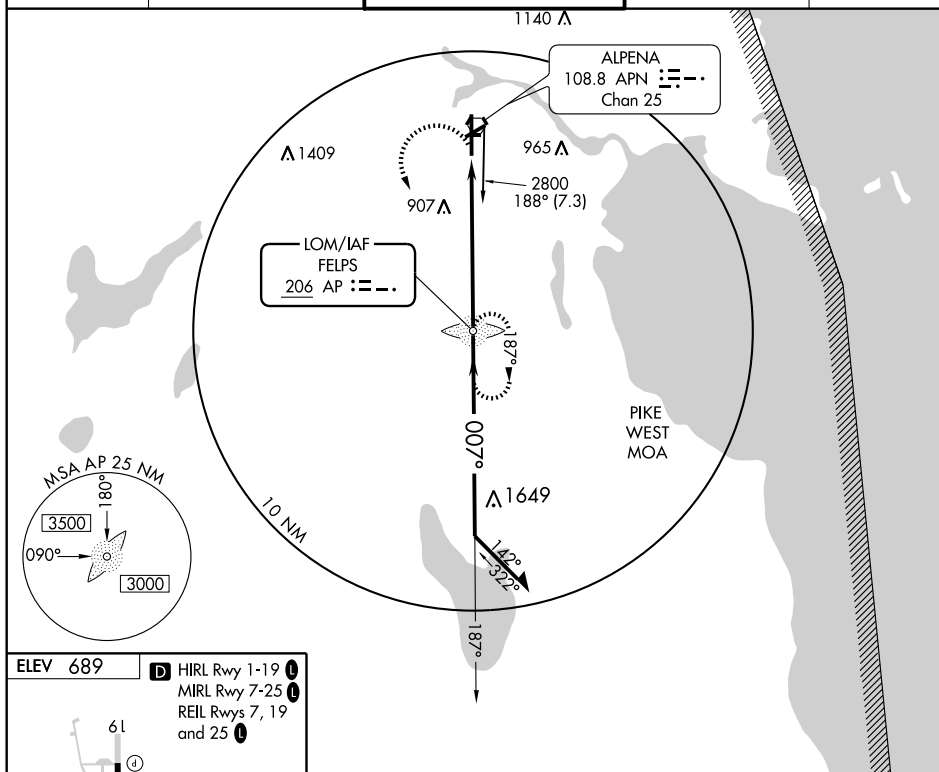 1140
ALPENA
108.8 APN
Chan 25
1409
965
2800
188° (7.3)
907
LOM/IAF
FELPS
206 AP
187°
PIKE
WEST
MOA
007°
1649
10 NM
142°
322°
187°
MSA AP 25 NM
180°
3500
090°
3000
ELEV 689
D HIRL Rwy 1-19 L
MIRL Rwy 7-25 L
REIL Rwys 7, 19
and 25 L
19
P